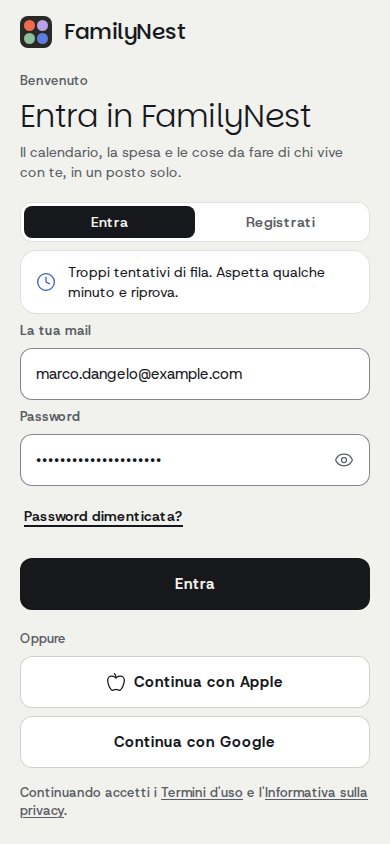 FamilyNest
Benvenuto
Entra in FamilyNest
Il calendario, la spesa e le cose da fare di chi vive
con te, in un posto solo.
Entra
Registrati
Troppi tentativi di fila. Aspetta qualche
minuto e riprova.
La tua mail
marco.dangelo@example.com
Password
•••••••••••••••••••••
Password dimenticata?
Entra
Oppure
Continua con Apple
Continua con Google
Continuando accetti i Termini d'uso e l'Informativa sulla
privacy.